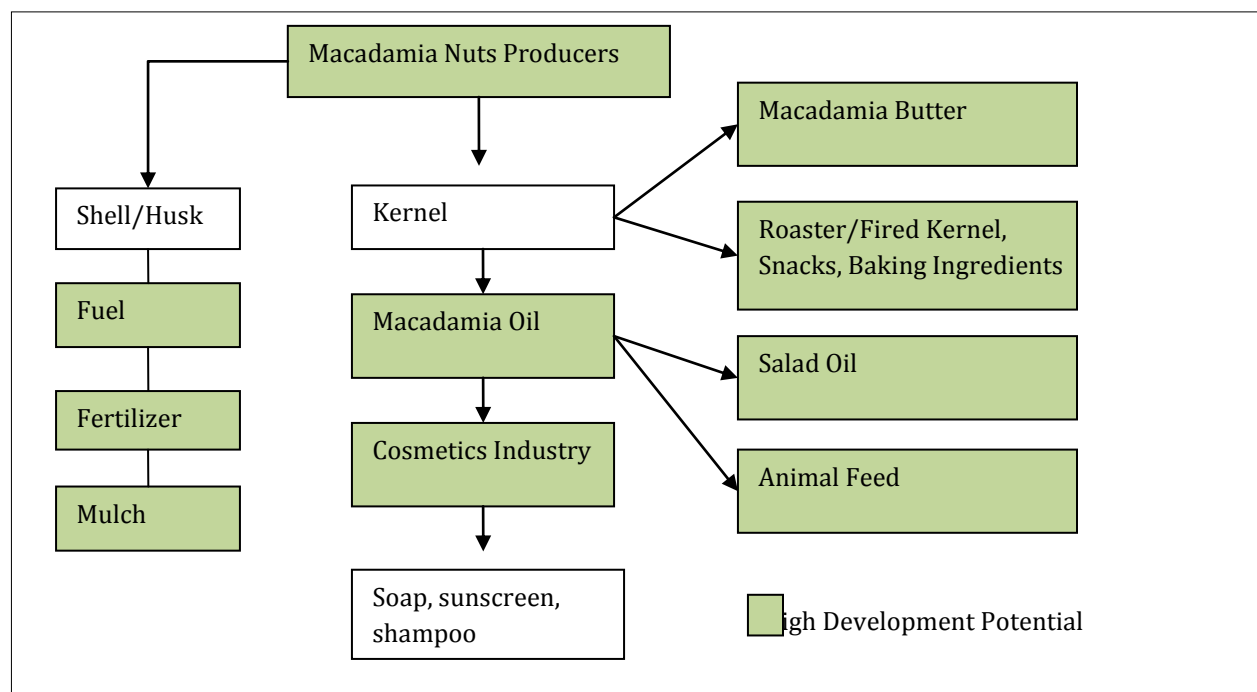 Macadamia Nuts Producers
Macadamia Butter
Shell/Husk
Kernel
Roaster/Fired Kernel,
Snacks, Baking Ingredients
Fuel
Macadamia Oil
Salad Oil
Fertilizer
Cosmetics Industry
Animal Feed
Mulch
Soap, sunscreen,
shampoo
igh Development Potential